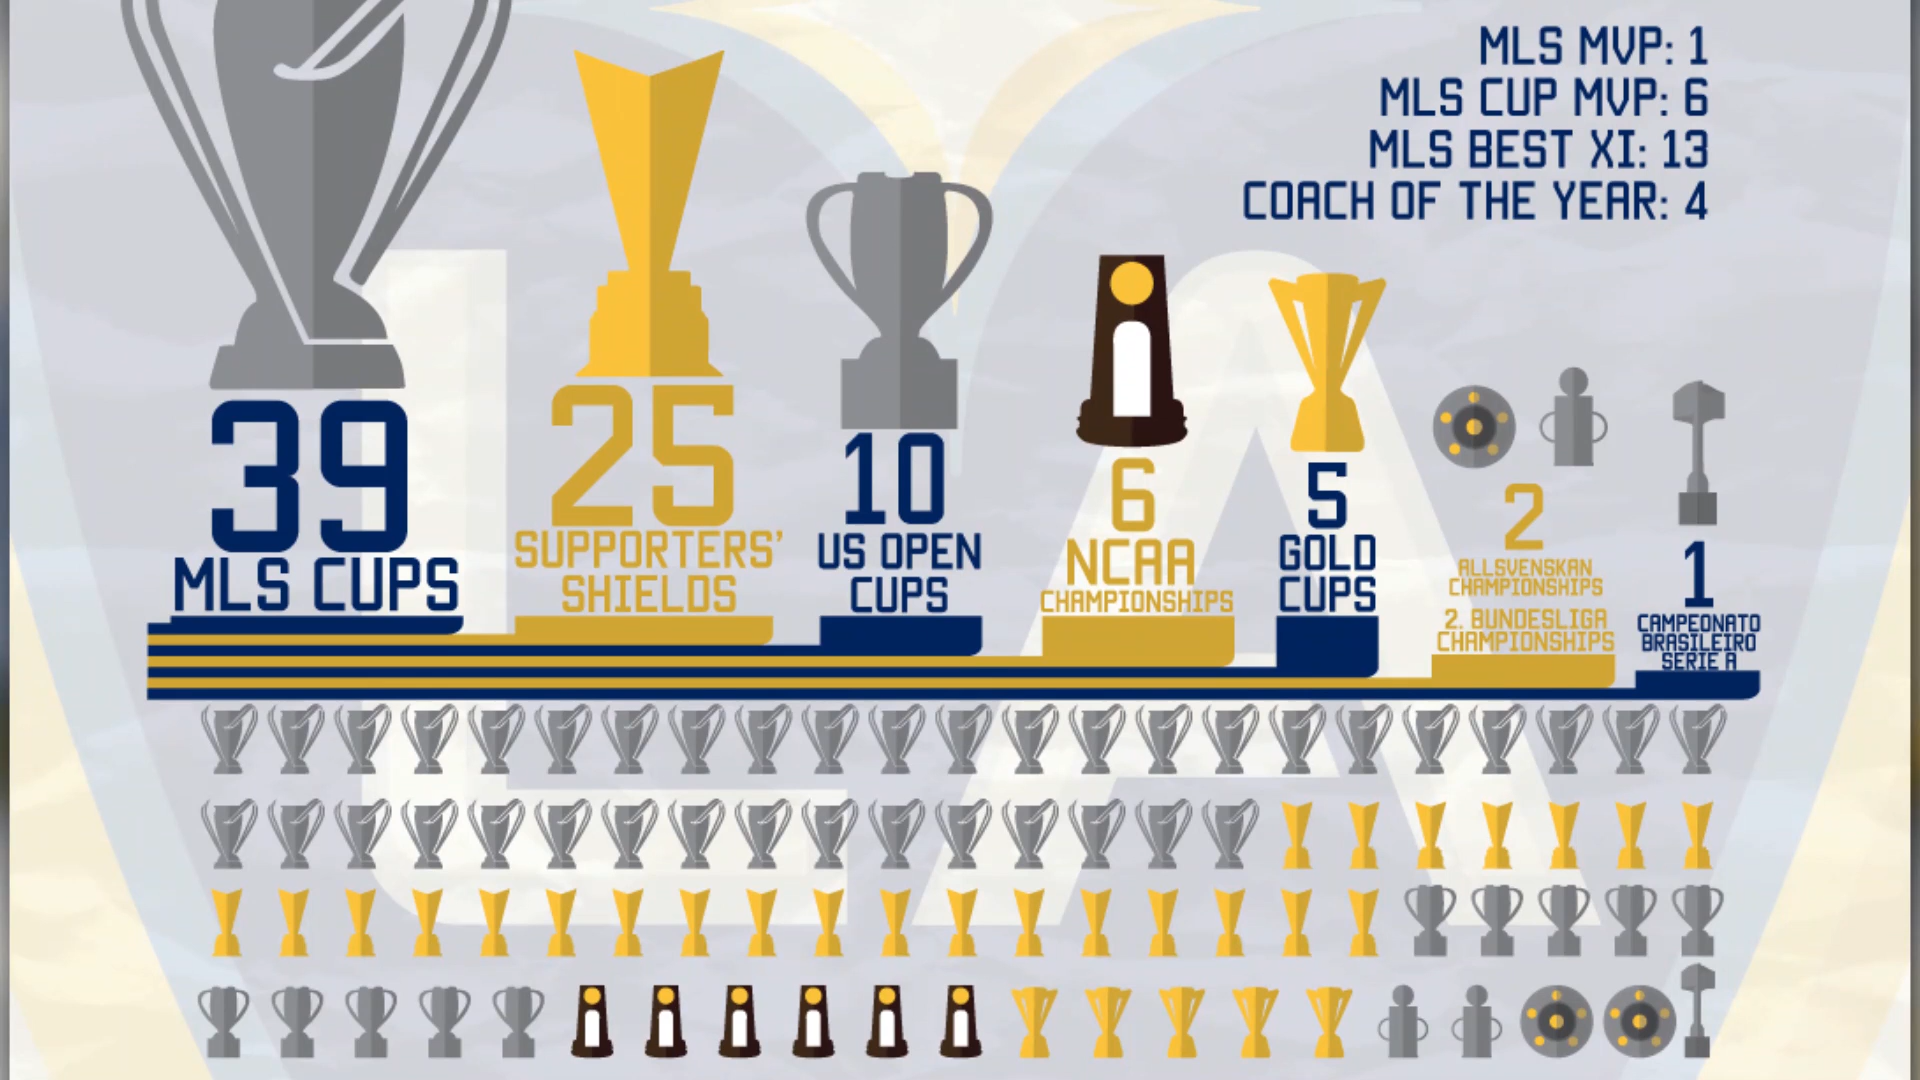 MLS MVP: 1
MLS CUP MVP: 6
MLS BEST XI: 13
COACH OF THE YEAR: 4
39
MLS CUPS
25
SUPPORTERS'
SHIELDS
10
US OPEN
CUPS
6
NCAA
CHAMPIONSHIPS
5
GOLD
CUPS
2
ALLSVENSKAN
CHAMPIONSHIPS
2. BUNDESLIGA
CHAMPIONSHIPS
1
CAMPEONATO
BRASILEIRO
SERIE A
LA